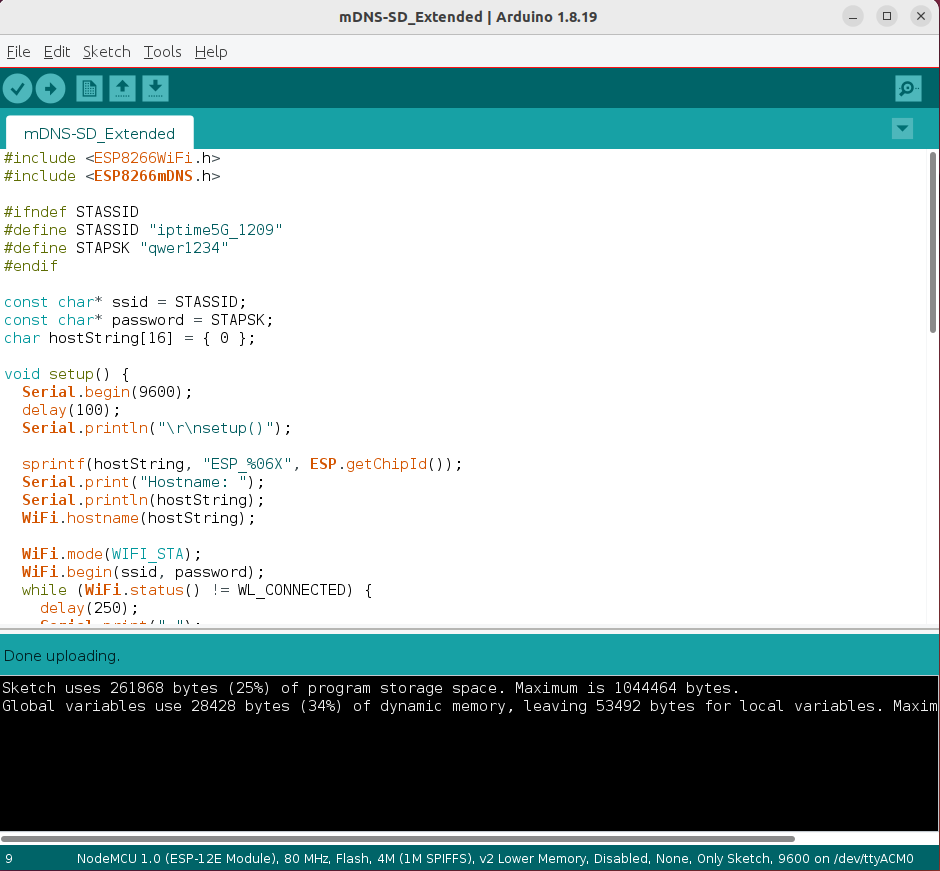 mDNS-SD_Extended | Arduino 1.8.19
File Edit Sketch Tools Help
mDNS-SD_Extended
#include <ESP8266WiFi.h>
#include <ESP8266mDNS.h>
#ifndef STASSID
#define STASSID "iptime5G_1209"
#define STAPSK "qwer1234"
#endif
const char* ssid = STASSID;
const char* password = STAPSK;
char hostString[16] = { 0 };
void setup() {
Serial.begin(9600);
delay(100);
Serial.println("\r\nsetup()");
sprintf(hostString, "ESP_%06X", ESP.getChipId());
Serial.print("Hostname: ");
Serial.println(hostString);
WiFi.hostname(hostString);
WiFi.mode(WIFI_STA);
WiFi.begin(ssid, password);
while (WiFi.status() != WL_CONNECTED) {
delay(250);
Done uploading.
Sketch uses 261868 bytes (25%) of program storage space. Maximum is 1044464 bytes.
Global variables use 28428 bytes (34%) of dynamic memory, leaving 53492 bytes for local variables. Maxim
9 NodeMCU 1.0 (ESP-12E Module), 80 MHz, Flash, 4M (1M SPIFFS), v2 Lower Memory, Disabled, None, Only Sketch, 9600 on /dev/ttyACM0